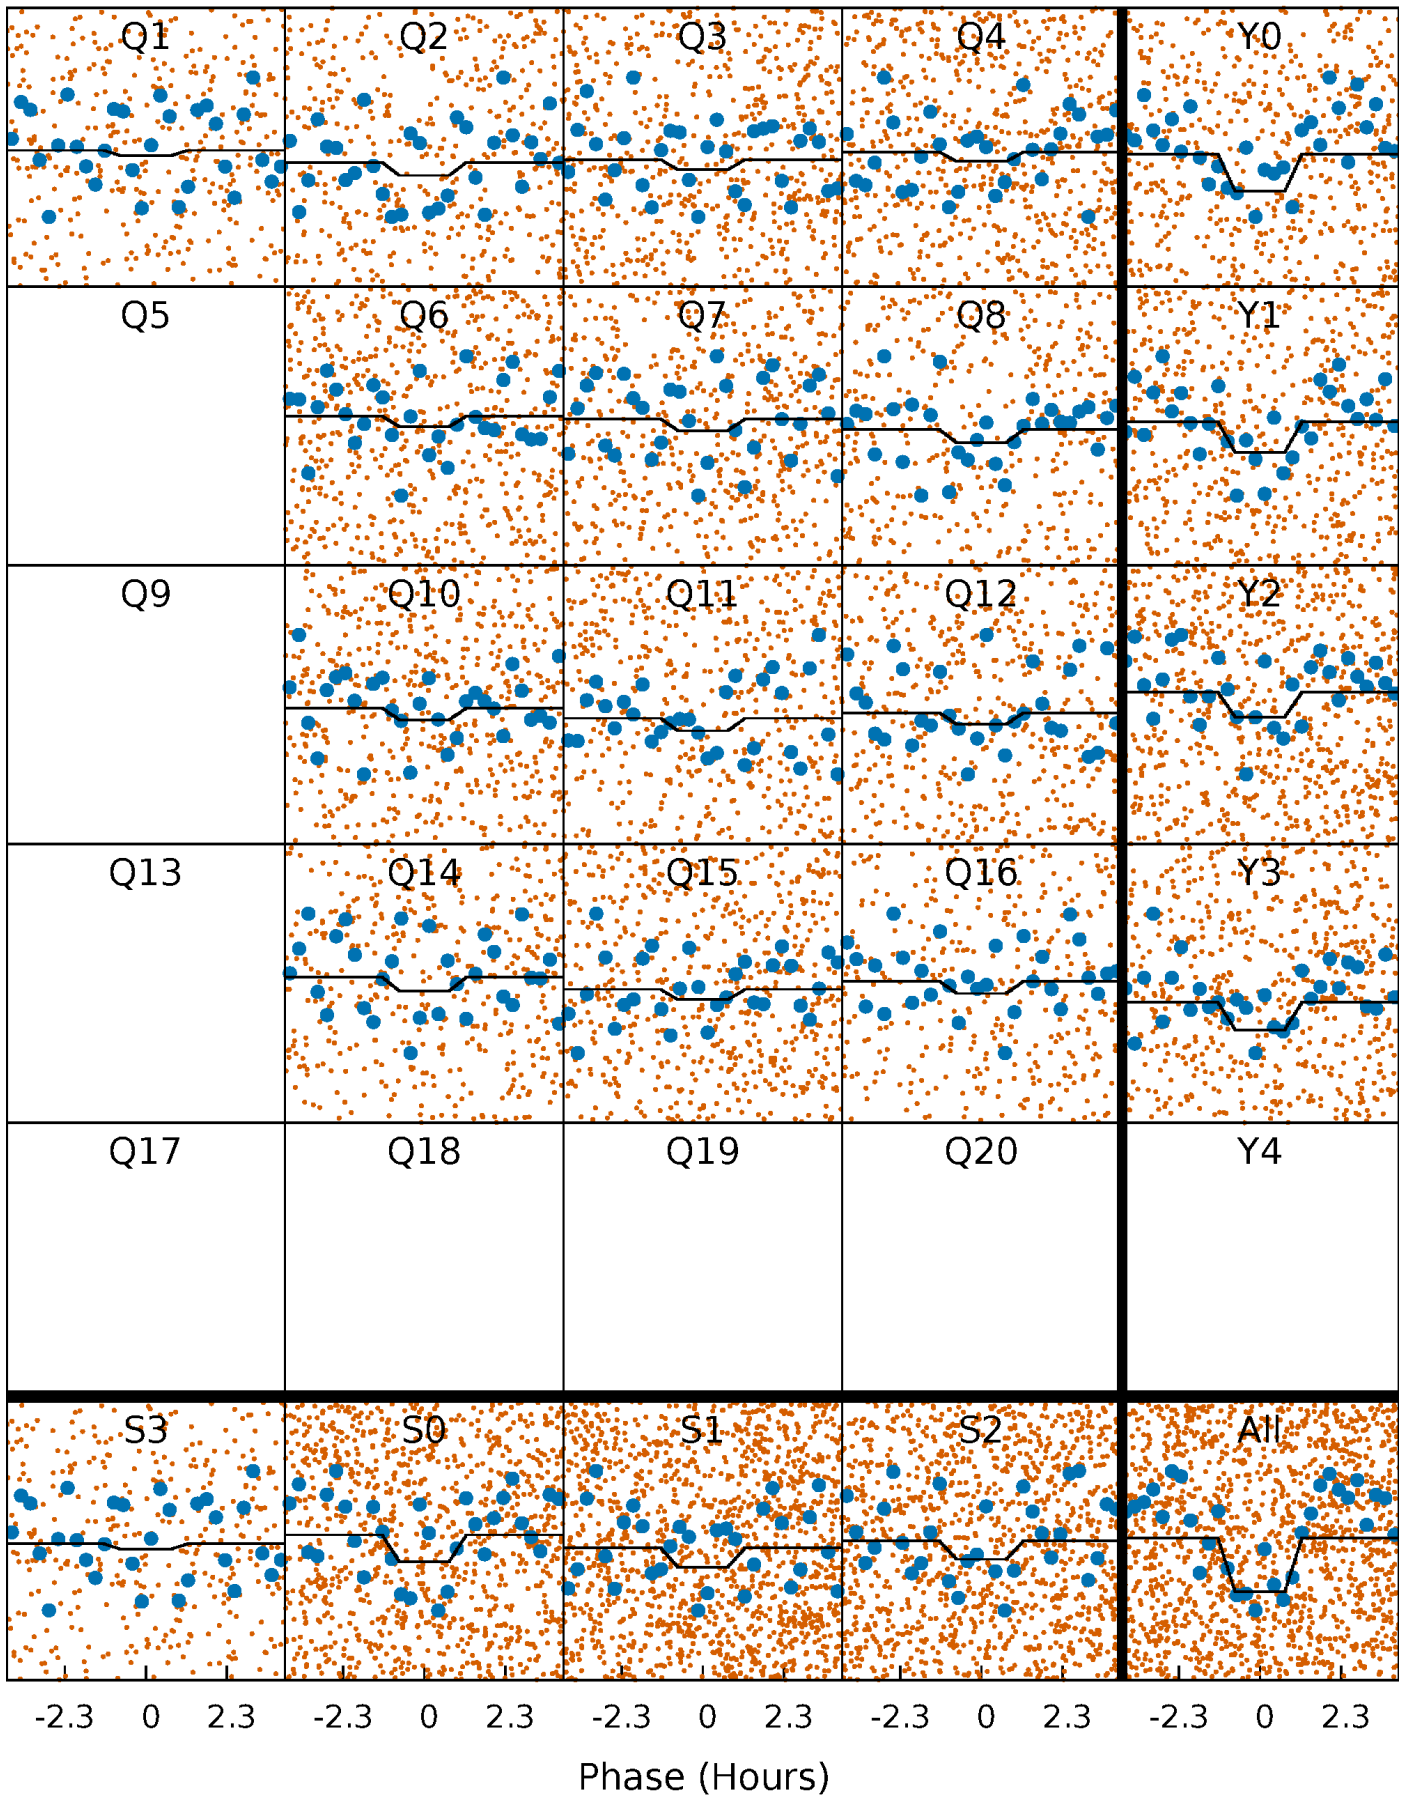 Q1 Q2 Q3 Q4 Y0
Q5 Q6 Q7 Q8 Y1
Q9 Q10 Q11 Q12 Y2
Q13 Q14 Q15 Q16 Y3
Q17 Q18 Q19 Q20 Y4
S3 S0 S1 S2 All
-2.3 0 2.3 -2.3 0 2.3 -2.3 0 2.3 -2.3 0 2.3 -2.3 0 2.3
Phase (Hours)